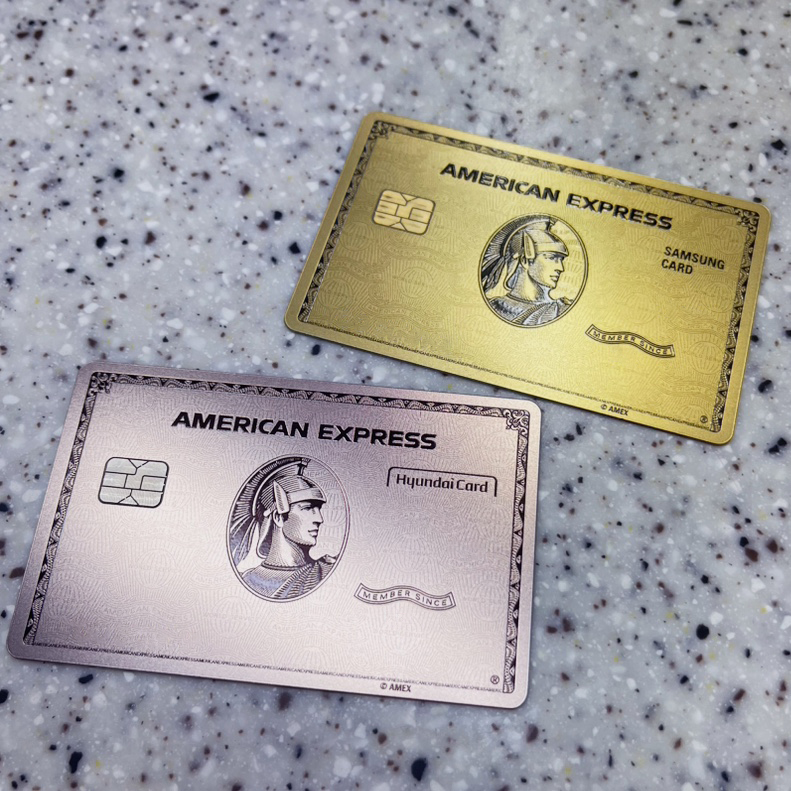 AMERICAN EXPRESS
SAMSUNG
CARD
MEMBER SINCE
© AMEX
®
AMERICAN EXPRESS
Hyundai Card
MEMBER SINCE
© AMEX
®